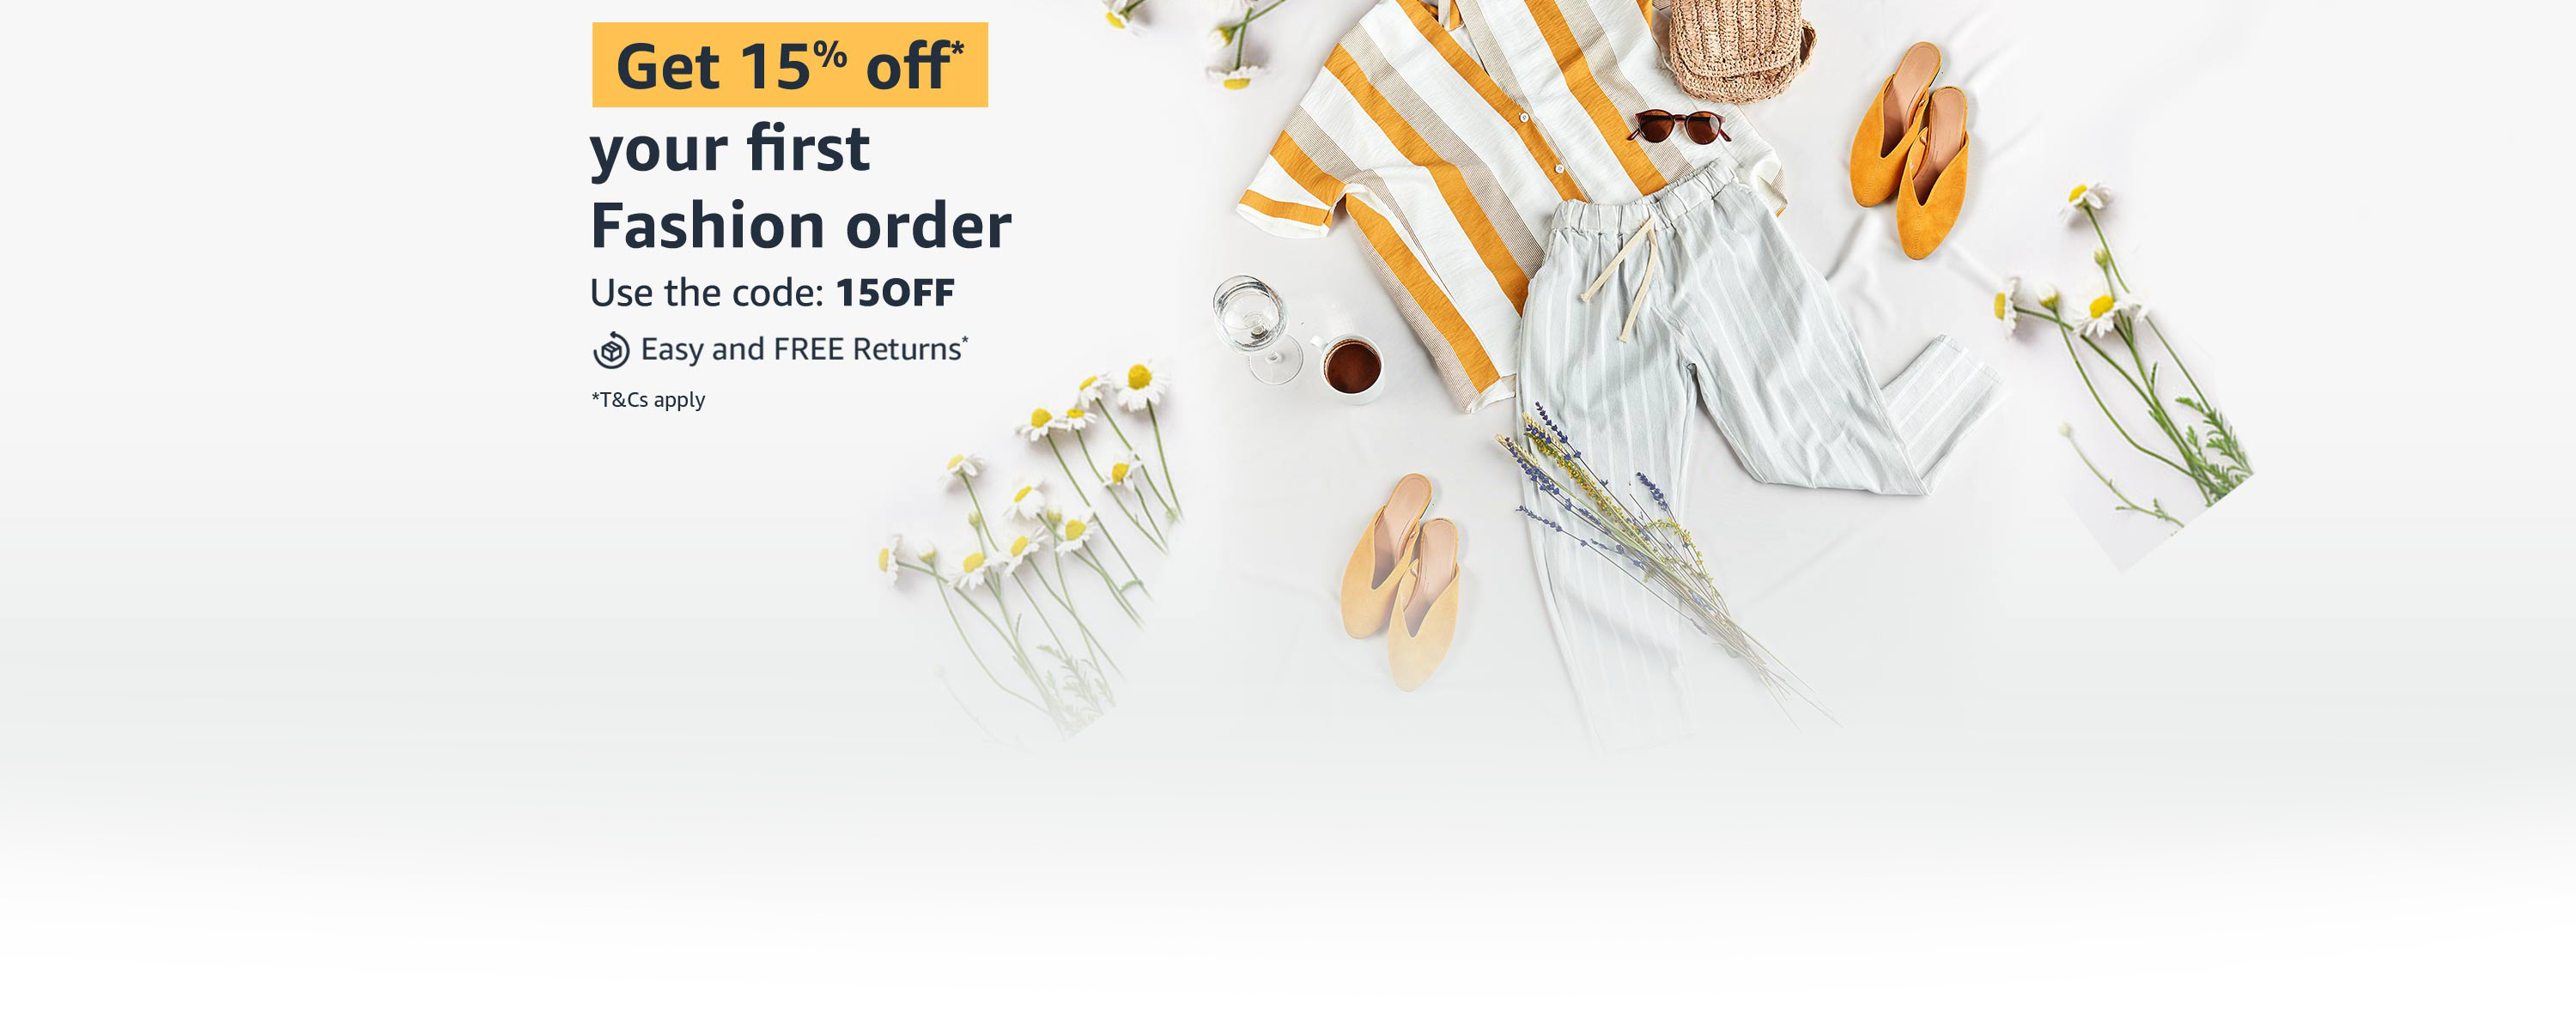 Get 15% off*
your first
Fashion order
Use the code: 15OFF
Easy and FREE Returns*
*T&Cs apply